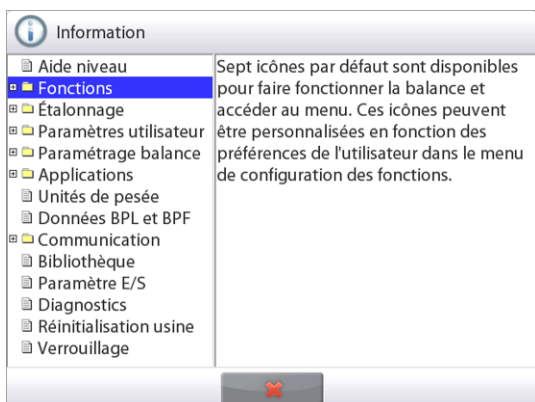 Information
Aide niveau
Fonctions
Étalonnage
Paramètres utilisateur
Paramétrage balance
Applications
Unités de pesée
Données BPL et BPF
Communication
Bibliothèque
Paramètre E/S
Diagnostics
Réinitialisation usine
Verrouillage
Sept icônes par défaut sont disponibles
pour faire fonctionner la balance et
accéder au menu. Ces icônes peuvent
être personnalisées en fonction des
préférences de l'utilisateur dans le menu
de configuration des fonctions.